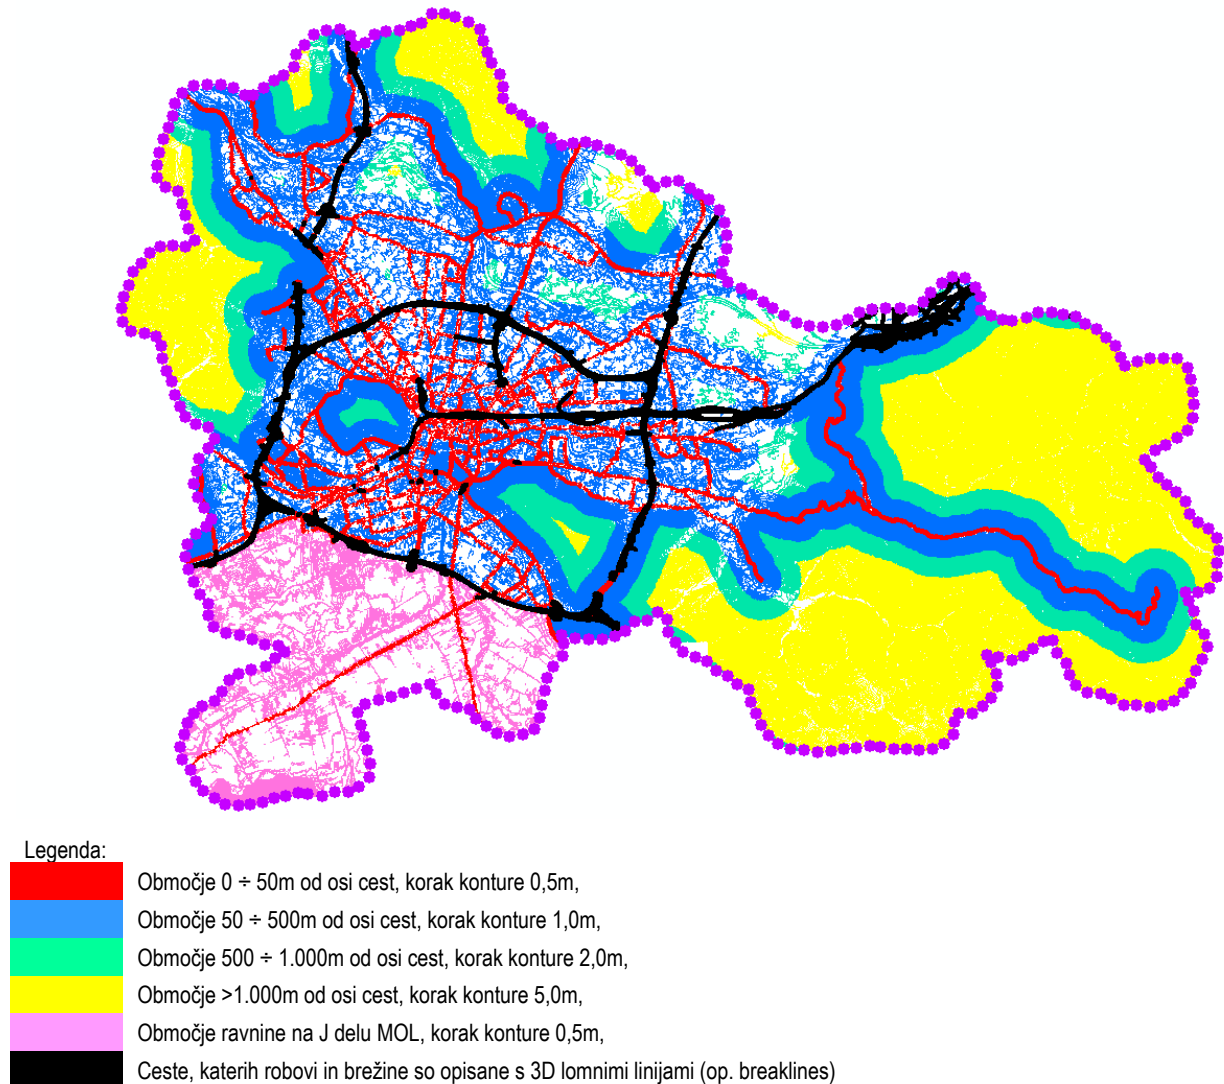 Legenda:
Območje 0 ÷ 50m od osi cest, korak konture 0,5m,
Območje 50 ÷ 500m od osi cest, korak konture 1,0m,
Območje 500 ÷ 1.000m od osi cest, korak konture 2,0m,
Območje >1.000m od osi cest, korak konture 5,0m,
Območje ravnine na J delu MOL, korak konture 0,5m,
Ceste, katerih robovi in brežine so opisane s 3D lomnimi linijami (op. breaklines)